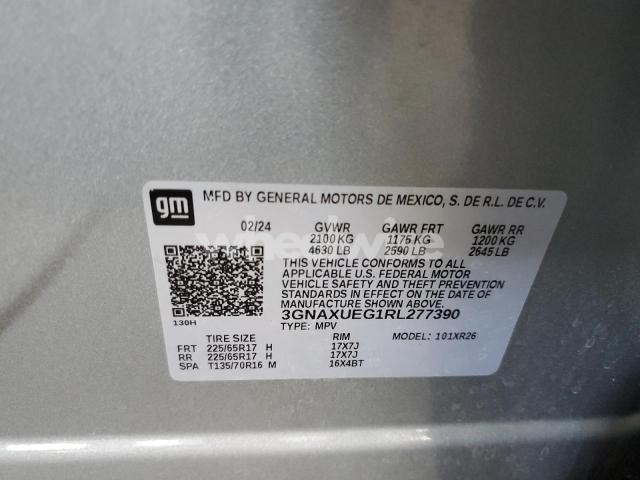 gm
MFD BY GENERAL MOTORS DE MEXICO, S. DE R.L. DE C.V.
02/24 GVWR GAWR FRT GAWR RR
2100 KG 1175 KG 1200 KG
4630 LB 2590 LB 2645 LB
THIS VEHICLE CONFORMS TO ALL
APPLICABLE U.S. FEDERAL MOTOR
VEHICLE SAFETY AND THEFT PREVENTION
STANDARDS IN EFFECT ON THE DATE OF
MANUFACTURE SHOWN ABOVE.
3GNAXUEG1RL277390
130H
TYPE: MPV MODEL: 101XR26
TIRE SIZE RIM
FRT 225/65R17 H 17X7J
RR 225/65R17 H 17X7J
SPA T135/70R16 M 16X4BT